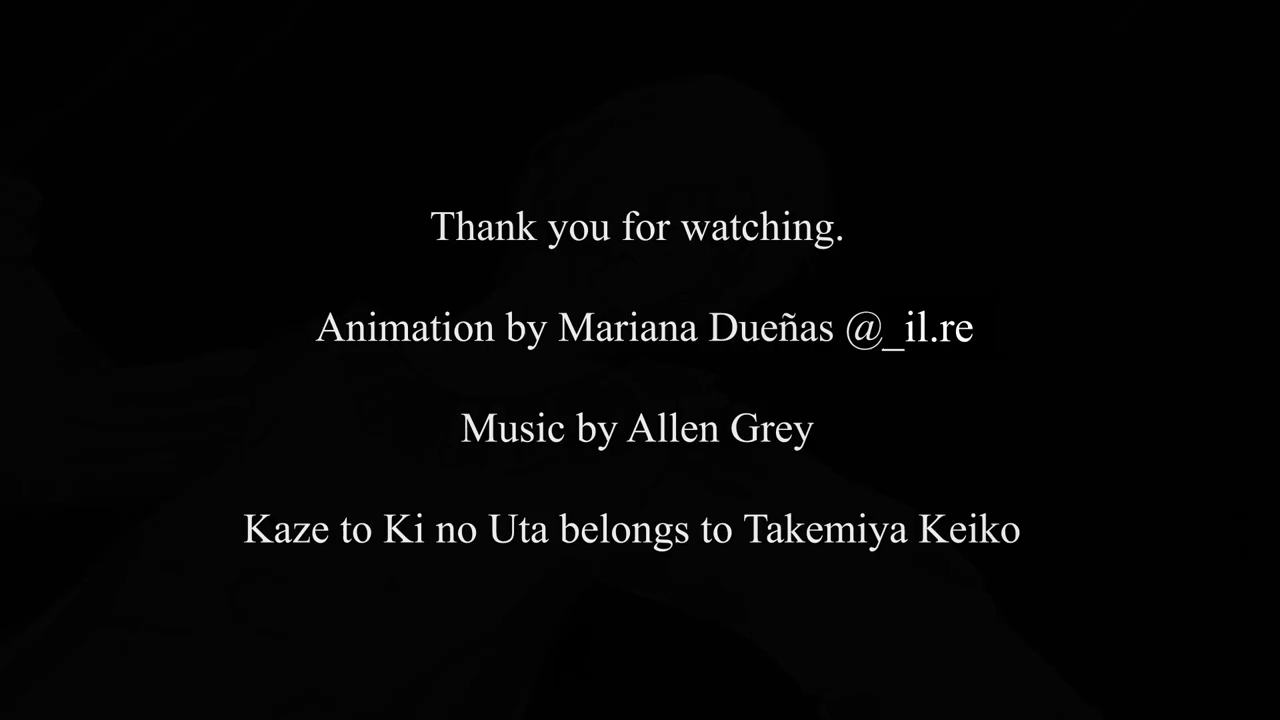 Thank you for watching.
Animation by Mariana Dueñas @_il.re
Music by Allen Grey
Kaze to Ki no Uta belongs to Takemiya Keiko